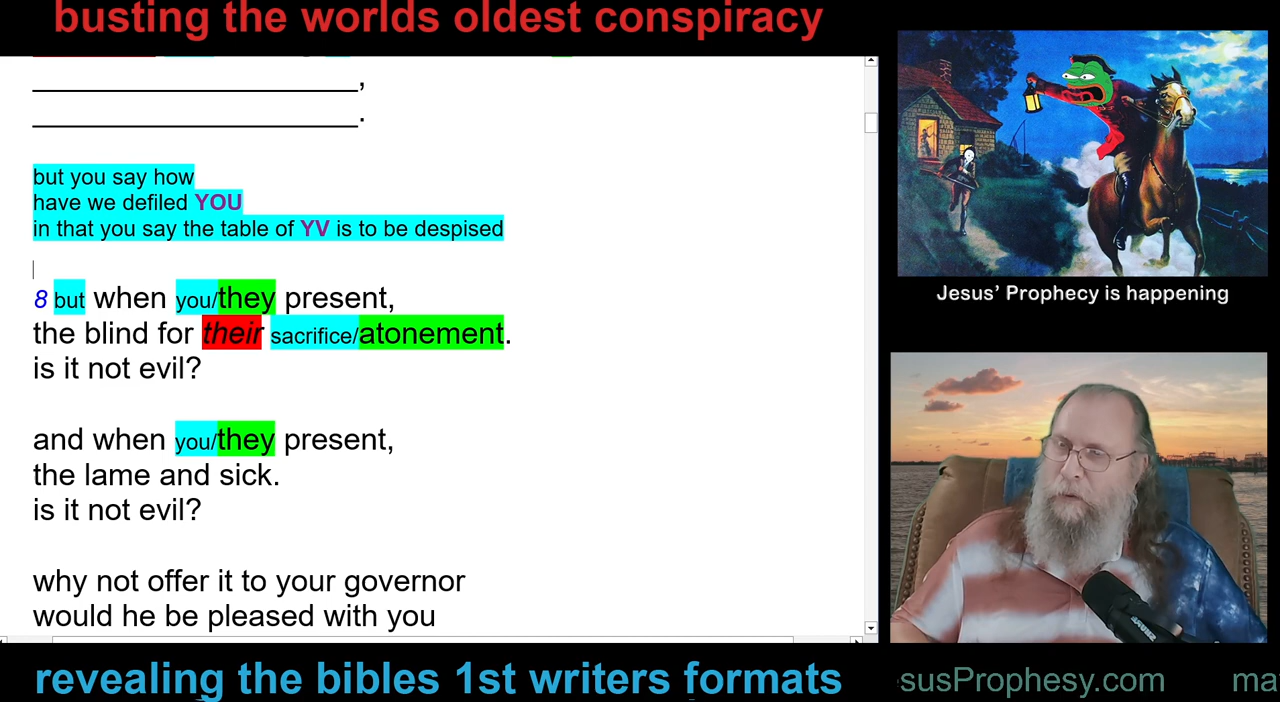 busting the worlds oldest conspiracy
____________________,
____________________.
but you say how
have we defiled YOU
in that you say the table of YV is to be despised
8 but when you/they present,
the blind for their sacrifice/atonement.
is it not evil?
and when you/they present,
the lame and sick.
is it not evil?
why not offer it to your governor
would he be pleased with you
Jesus’ Prophecy is happening
revealing the bibles 1st writers formats
susProphesy.com
ma